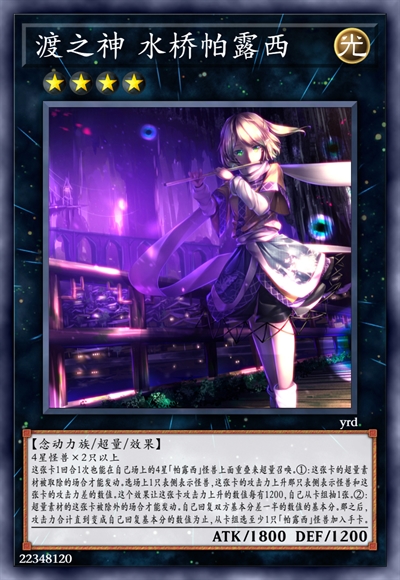 渡之神 水桥帕露西
光
yrd
【念动力族/超量/效果】
4星怪兽×2只以上
这张卡1回合1次也能在自己场上的4星「帕露西」怪兽上面重叠来超量召唤。①:这张卡的超量素
材被取除的场合才能发动。选场上1只表侧表示怪兽,这张卡的攻击力上升那只表侧表示怪兽和这
张卡的攻击力差的数值。这个效果让这张卡攻击力上升的数值每有1200,自己从卡组抽1张。②:
超量素材的这张卡被除外的场合才能发动。自己回复双方基本分差一半的数值的基本分。那之后,
攻击力合计直到变成自己回复基本分的数值为止,从卡组选至少1只「帕露西」怪兽加入手卡。
ATK/1800 DEF/1200
22348120